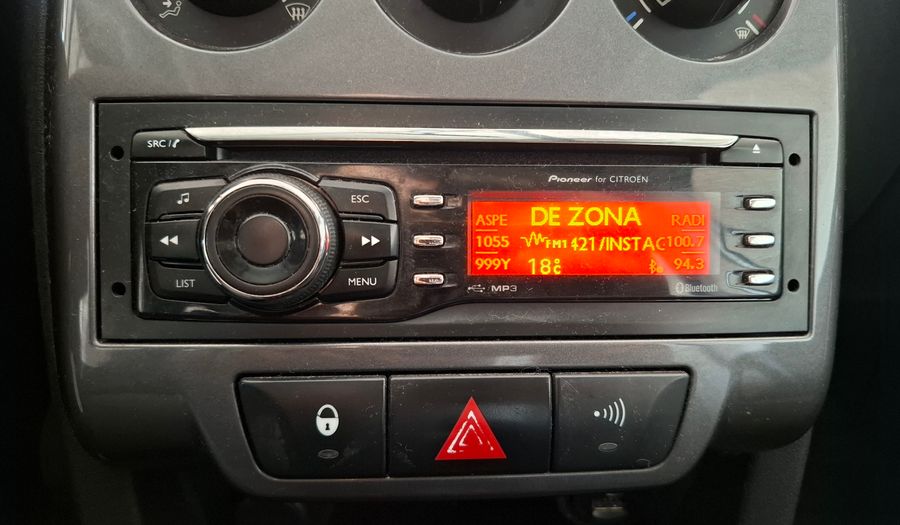 SRC/
Pioneer for CITROËN
ESC
LIST
MENU
ASPE DE ZONA RADI
1055 FM1 421/INSTAC 100.7
999Y 18°C 94.3
MP3
Bluetooth